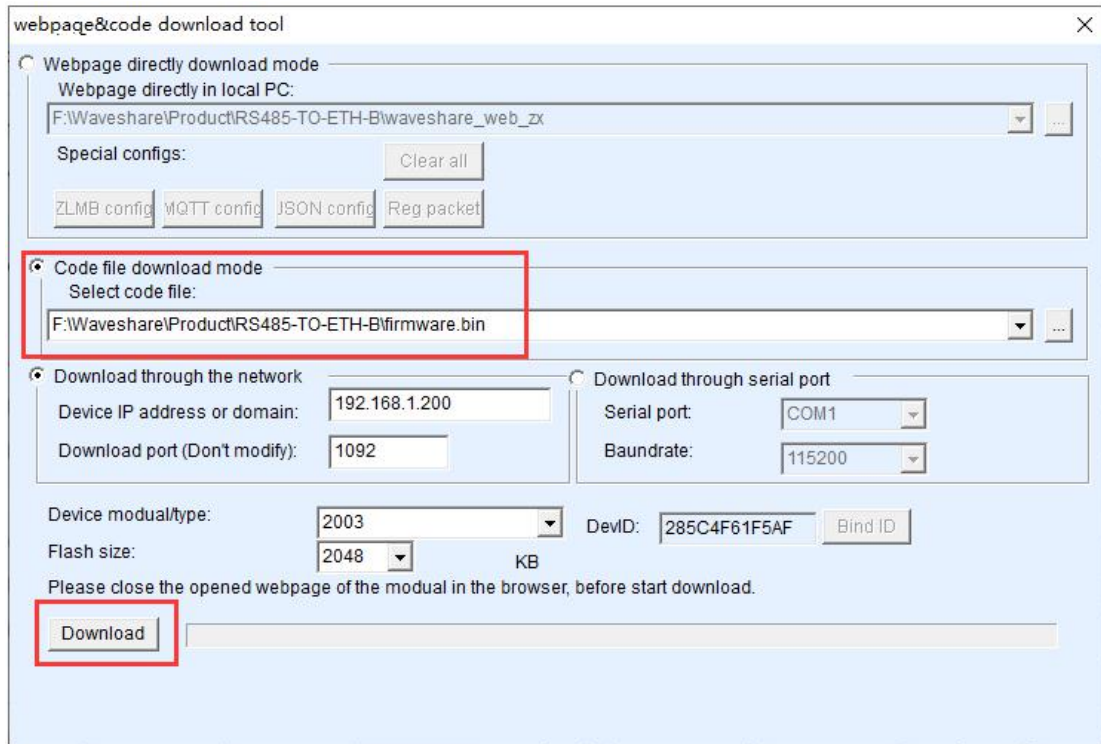 webpaqe&code download tool
Webpage directly download mode
Webpage directly in local PC:
F:\Waveshare\Product\RS485-TO-ETH-B\waveshare_web_zx
...
Special configs:
Clear all
ZLMB config
MQTT config
JSON config
Reg packet
Code file download mode
Select code file:
F:\Waveshare\Product\RS485-TO-ETH-B\firmware.bin
...
Download through the network
Device IP address or domain:
192.168.1.200
Download port (Don't modify):
1092
Download through serial port
Serial port:
COM1
Baundrate:
115200
Device modual/type:
2003
DevID:
285C4F61F5AF
Bind ID
Flash size:
2048
KB
Please close the opened webpage of the modual in the browser, before start download.
Download